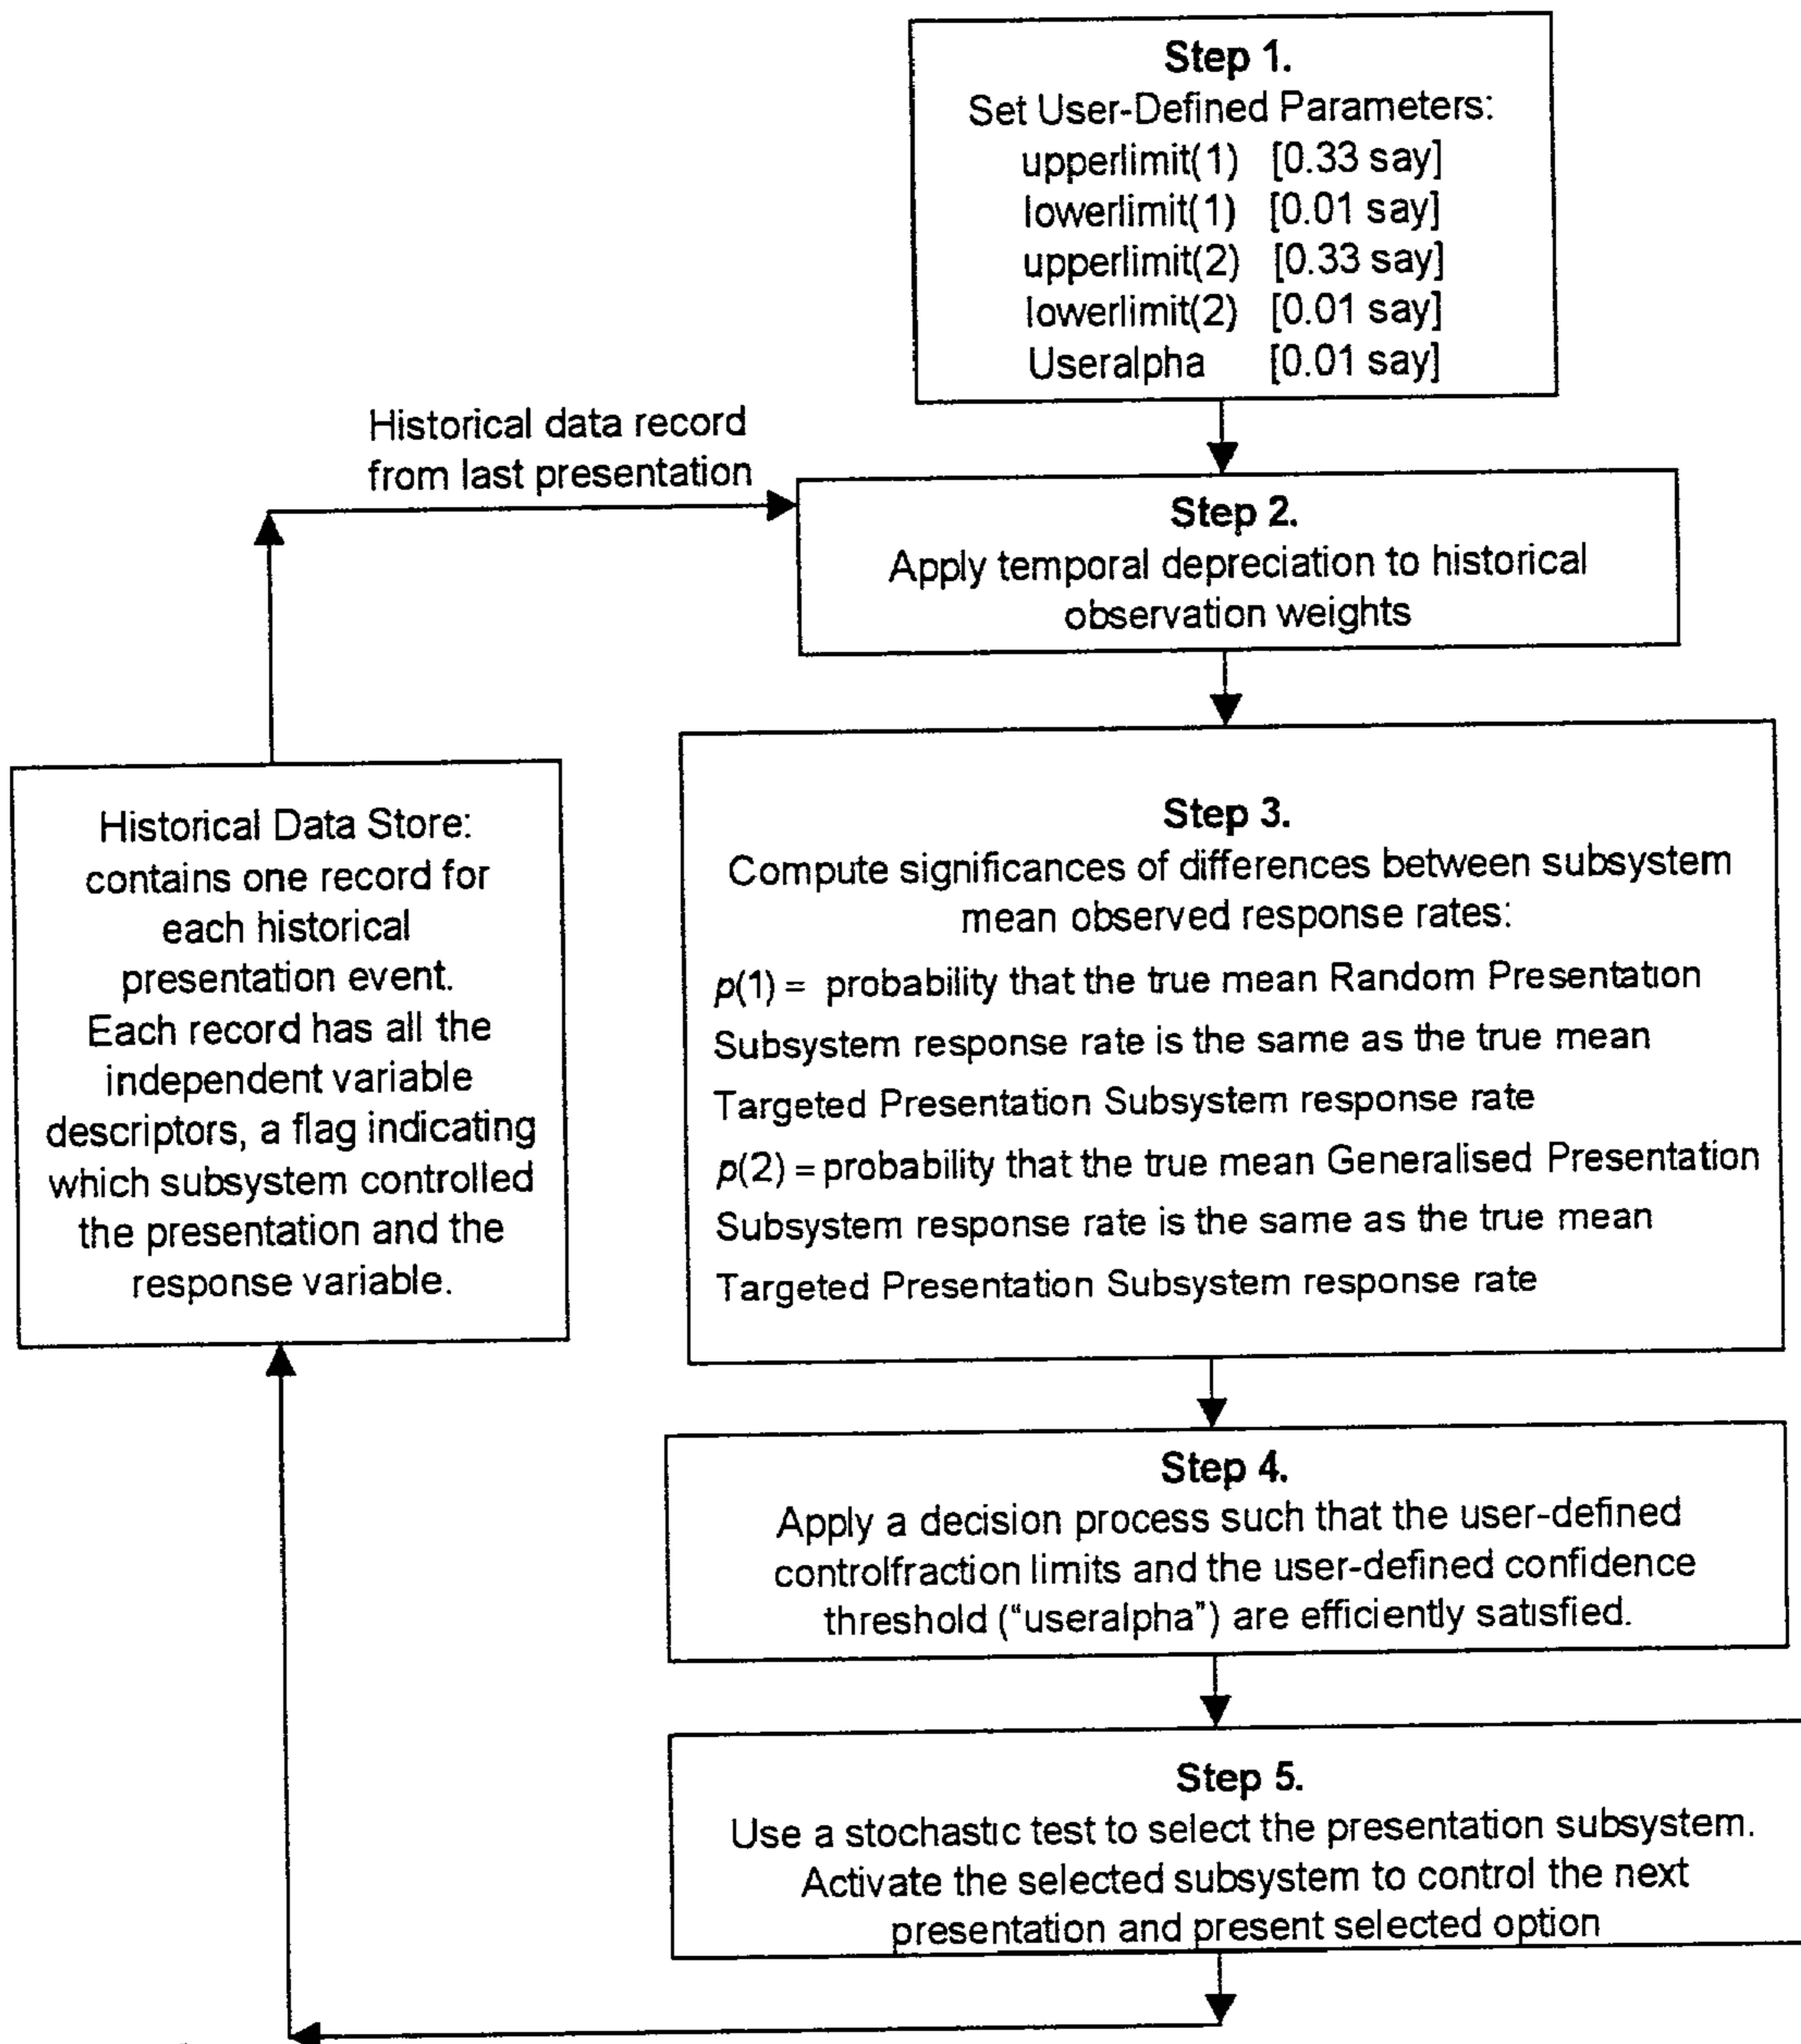 Step 1.
Set User-Defined Parameters:
upperlimit(1) [0.33 say]
lowerlimit(1) [0.01 say]
upperlimit(2) [0.33 say]
lowerlimit(2) [0.01 say]
Useralpha [0.01 say]
Historical data record
from last presentation
Step 2.
Apply temporal depreciation to historical
observation weights
Historical Data Store:
contains one record for
each historical
presentation event.
Each record has all the
independent variable
descriptors, a flag indicating
which subsystem controlled
the presentation and the
response variable.
Step 3.
Compute significances of differences between subsystem
mean observed response rates:
p(1) = probability that the true mean Random Presentation
Subsystem response rate is the same as the true mean
Targeted Presentation Subsystem response rate
p(2) = probability that the true mean Generalised Presentation
Subsystem response rate is the same as the true mean
Targeted Presentation Subsystem response rate
Step 4.
Apply a decision process such that the user-defined
controlfraction limits and the user-defined confidence
threshold (“useralpha”) are efficiently satisfied.
Step 5.
Use a stochastic test to select the presentation subsystem.
Activate the selected subsystem to control the next
presentation and present selected option